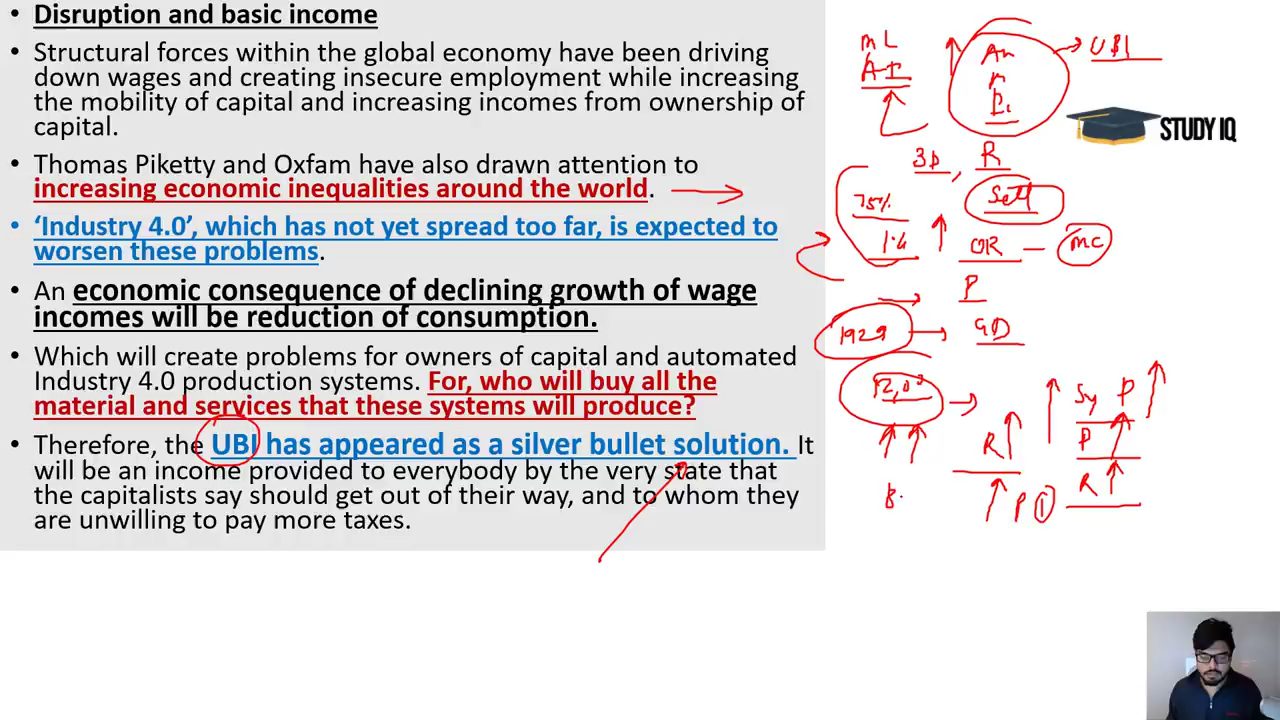 • Disruption and basic income
• Structural forces within the global economy have been driving
down wages and creating insecure employment while increasing
the mobility of capital and increasing incomes from ownership of
capital.
• Thomas Piketty and Oxfam have also drawn attention to
increasing economic inequalities around the world.
• ‘Industry 4.0’, which has not yet spread too far, is expected to
worsen these problems.
• An economic consequence of declining growth of wage
incomes will be reduction of consumption.
• Which will create problems for owners of capital and automated
Industry 4.0 production systems. For, who will buy all the
material and services that these systems will produce?
• Therefore, the UBI has appeared as a silver bullet solution. It
will be an income provided to everybody by the very state that
the capitalists say should get out of their way, and to whom they
are unwilling to pay more taxes.
ML
AI
UBI
STUDY IQ
3D, R
75%
OR – MC
P
1929
GD
P
R
P
R
P